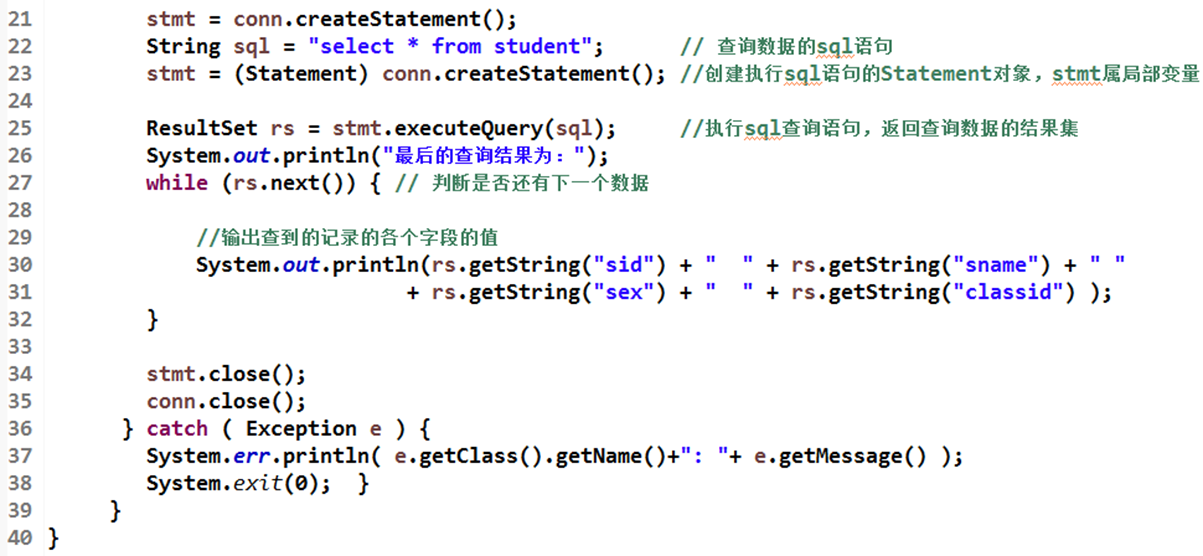 21 stmt = conn.createStatement();
22 String sql = "select * from student"; // 查询数据的sql语句
23 stmt = (Statement) conn.createStatement(); //创建执行sql语句的Statement对象，stmt属局部变量
24
25 ResultSet rs = stmt.executeQuery(sql); //执行sql查询语句，返回查询数据的结果集
26 System.out.println("最后的查询结果为：");
27 while (rs.next()) { // 判断是否还有下一个数据
28
29 //输出查到的记录的各个字段的值
30 System.out.println(rs.getString("sid") + "  " + rs.getString("sname") + " "
31 + rs.getString("sex") + "  " + rs.getString("classid") );
32 }
33
34 stmt.close();
35 conn.close();
36 } catch ( Exception e ) {
37 System.err.println( e.getClass().getName()+": "+ e.getMessage() );
38 System.exit(0);  }
39 }
40 }